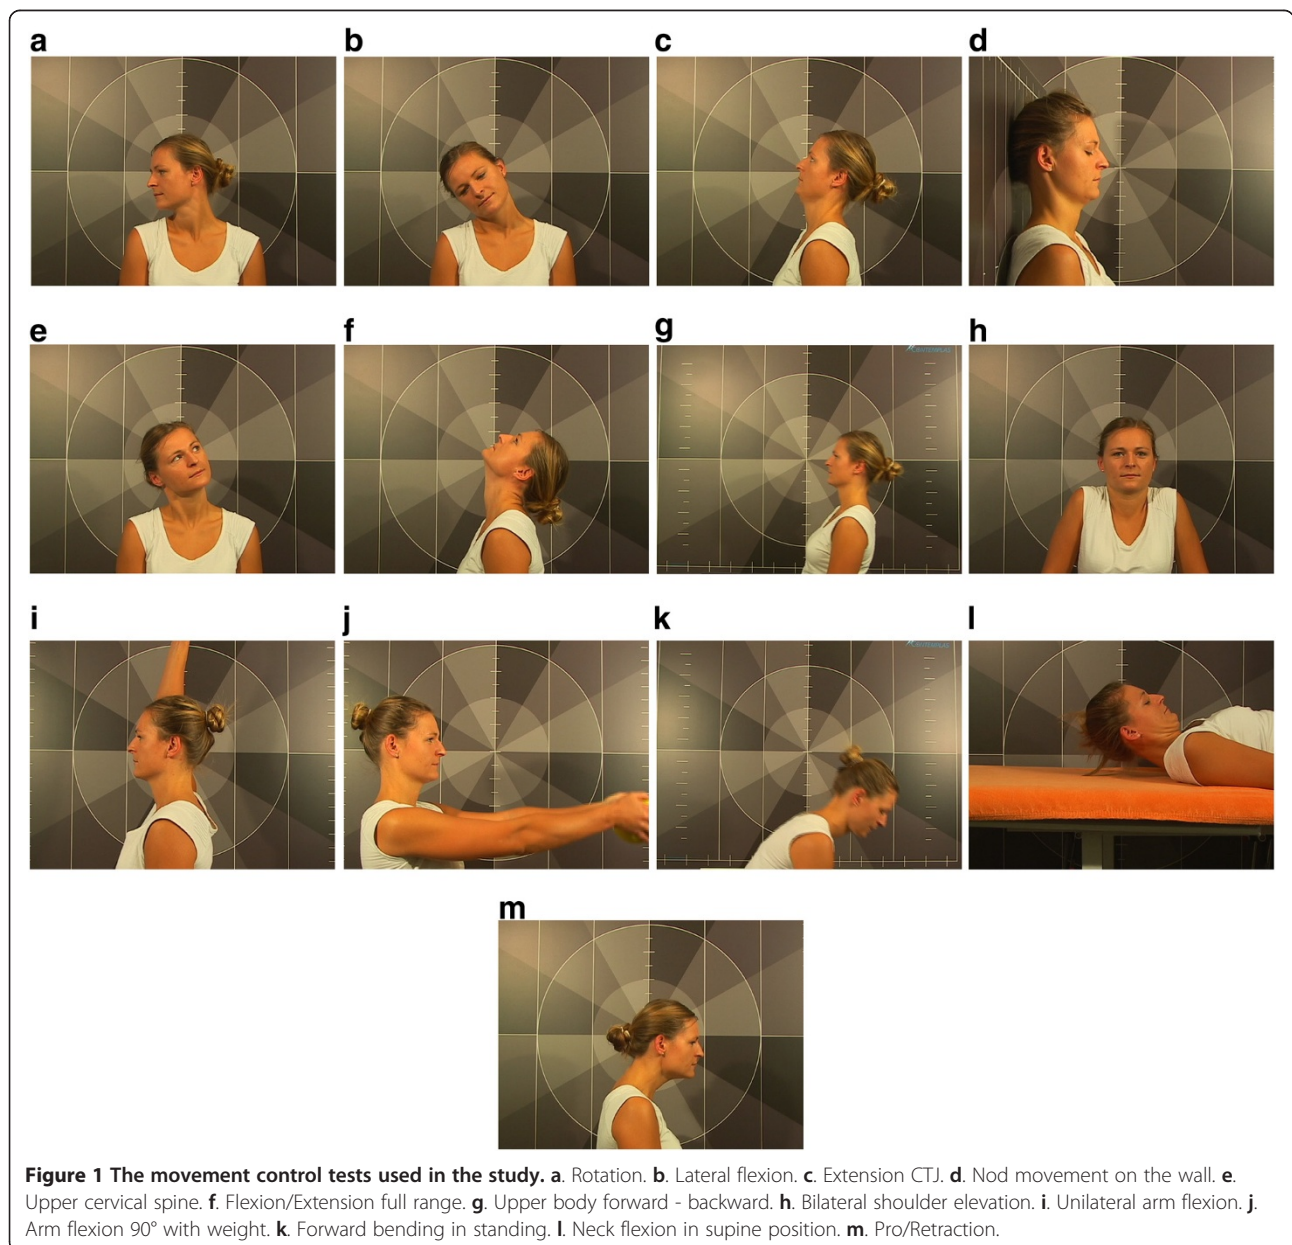 a b c d
e f g h
i j k l
m
Figure 1 The movement control tests used in the study. a. Rotation. b. Lateral flexion. c. Extension CTJ. d. Nod movement on the wall. e.
Upper cervical spine. f. Flexion/Extension full range. g. Upper body forward - backward. h. Bilateral shoulder elevation. i. Unilateral arm flexion. j.
Arm flexion 90° with weight. k. Forward bending in standing. l. Neck flexion in supine position. m. Pro/Retraction.